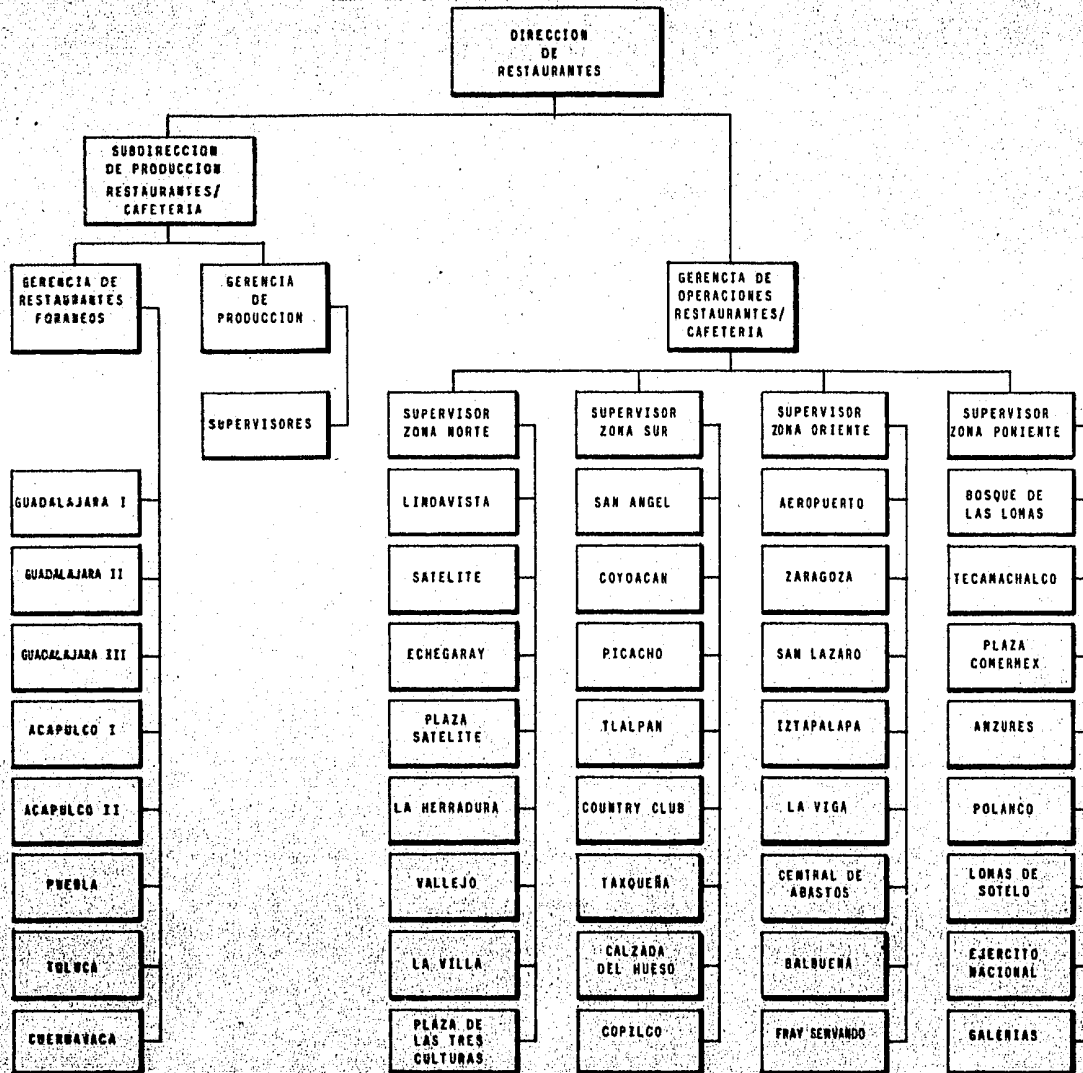 DIRECCION
DE
RESTAURANTES
SUBDIRECCION
DE PRODUCCION
RESTAURANTES/
CAFETERIA
GERENCIA DE
RESTAURANTES
FORANEOS
GERENCIA
DE
PRODUCCION
GERENCIA DE
OPERACIONES
RESTAURANTES/
CAFETERIA
SUPERVISORES
SUPERVISOR
ZONA NORTE
SUPERVISOR
ZONA SUR
SUPERVISOR
ZONA ORIENTE
SUPERVISOR
ZONA PONIENTE
GUADALAJARA I
GUADALAJARA II
GUADALAJARA III
ACAPULCO I
ACAPULCO II
PUEBLA
TOLUCA
CUERNAVACA
LINDAVISTA
SATELITE
ECHEGARAY
PLAZA
SATELITE
LA HERRADURA
VALLEJO
LA VILLA
PLAZA DE
LAS TRES
CULTURAS
SAN ANGEL
COYOACAN
PICACHO
TLALPAN
COUNTRY CLUB
TAXQUEÑA
CALZADA
DEL HUESO
COPILCO
AEROPUERTO
ZARAGOZA
SAN LAZARO
IZTAPALAPA
LA VIGA
CENTRAL DE
ABASTOS
BALBUENA
FRAY SERVANDO
BOSQUE DE
LAS LOMAS
TECAMACHALCO
PLAZA
COMERMEX
ANZURES
POLANCO
LOMAS DE
SOTELO
EJERCITO
NACIONAL
GALERIAS